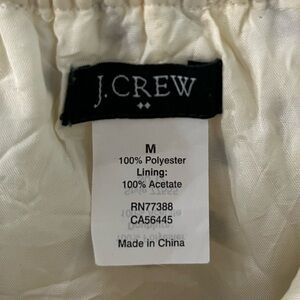 J.CREW
M
100% Polyester
Lining:
100% Acetate
RN77388
CA56445
Made in China